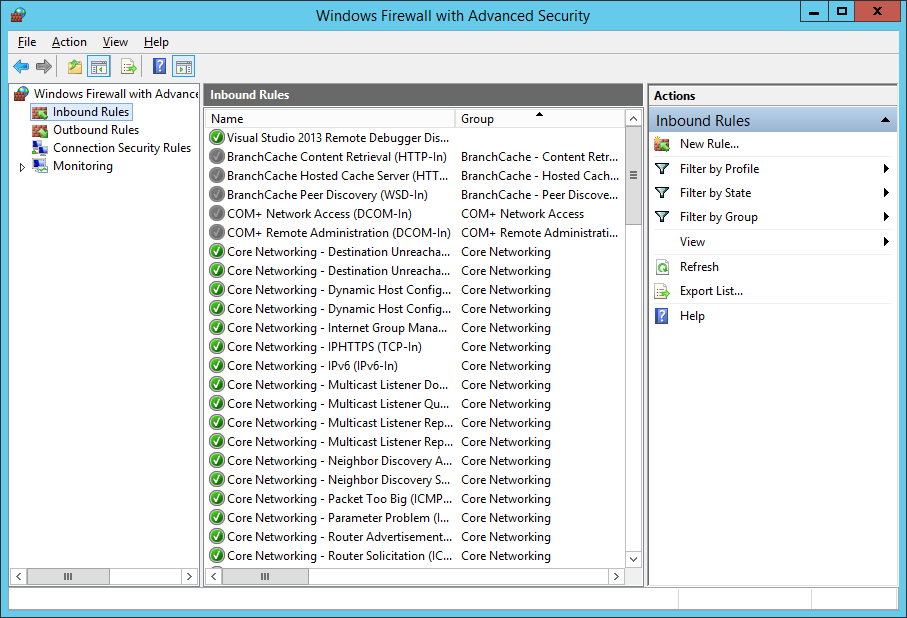 Windows Firewall with Advanced Security
File Action View Help
Windows Firewall with Advance
Inbound Rules
Outbound Rules
Connection Security Rules
Monitoring
Inbound Rules
Name Group
Visual Studio 2013 Remote Debugger Dis...
BranchCache Content Retrieval (HTTP-In) BranchCache - Content Retr...
BranchCache Hosted Cache Server (HTT... BranchCache - Hosted Cach...
BranchCache Peer Discovery (WSD-In) BranchCache - Peer Discove...
COM+ Network Access (DCOM-In) COM+ Network Access
COM+ Remote Administration (DCOM-In) COM+ Remote Administrati...
Core Networking - Destination Unreacha... Core Networking
Core Networking - Destination Unreacha... Core Networking
Core Networking - Dynamic Host Config... Core Networking
Core Networking - Dynamic Host Config... Core Networking
Core Networking - Internet Group Mana... Core Networking
Core Networking - IPHTTPS (TCP-In) Core Networking
Core Networking - IPv6 (IPv6-In) Core Networking
Core Networking - Multicast Listener Do... Core Networking
Core Networking - Multicast Listener Qu... Core Networking
Core Networking - Multicast Listener Rep... Core Networking
Core Networking - Multicast Listener Rep... Core Networking
Core Networking - Neighbor Discovery A... Core Networking
Core Networking - Neighbor Discovery S... Core Networking
Core Networking - Packet Too Big (ICMP... Core Networking
Core Networking - Parameter Problem (I... Core Networking
Core Networking - Router Advertisement... Core Networking
Core Networking - Router Solicitation (IC... Core Networking
Actions
Inbound Rules
New Rule...
Filter by Profile
Filter by State
Filter by Group
View
Refresh
Export List...
Help